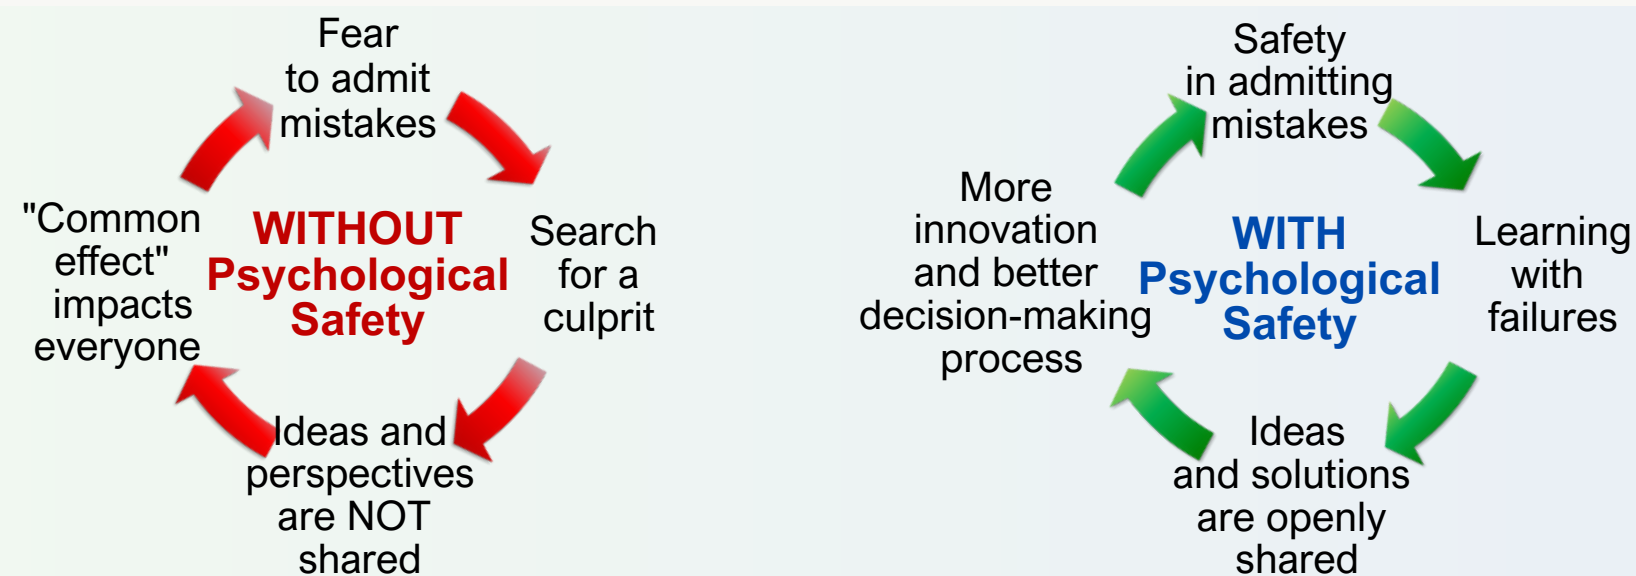 Fear
to admit
mistakes
"Common
effect"
impacts
everyone
WITHOUT
Psychological
Safety
Search
for a
culprit
Ideas and
perspectives
are NOT
shared
Safety
in admitting
mistakes
More
innovation
and better
decision-making
process
WITH
Psychological
Safety
Learning
with
failures
Ideas
and solutions
are openly
shared